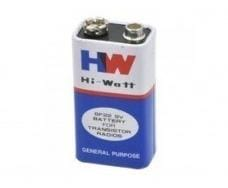 HW
Hi-Watt
6F22 9V
BATTERY
FOR
TRANSISTOR
RADIOS
GENERAL PURPOSE